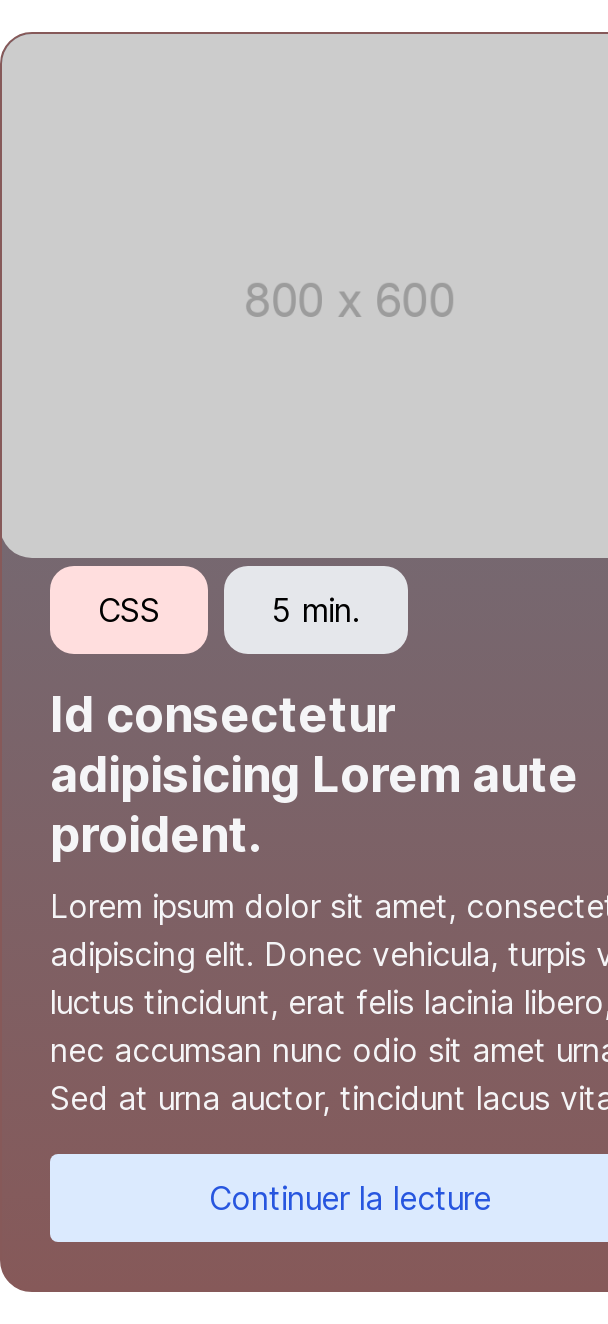 800 x 600
CSS
5 min.
Id consectetur
adipisicing Lorem aute
proident.
Lorem ipsum dolor sit amet,
adipiscing elit. Donec vehicula, turpis
luctus tincidunt, erat felis lacinia libero,
nec accumsan nunc odio sit amet urna
Sed at urna auctor, tincidunt lacus
Continuer la lecture